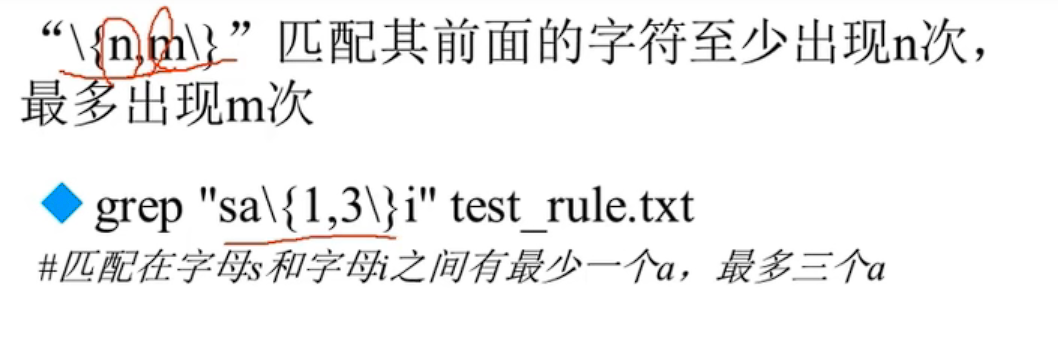 “\{n,m\}”匹配其前面的字符至少出现n次，
最多出现m次
grep "sa\{1,3\}i" test_rule.txt
#匹配在字母s和字母i之间有最少一个a，最多三个a